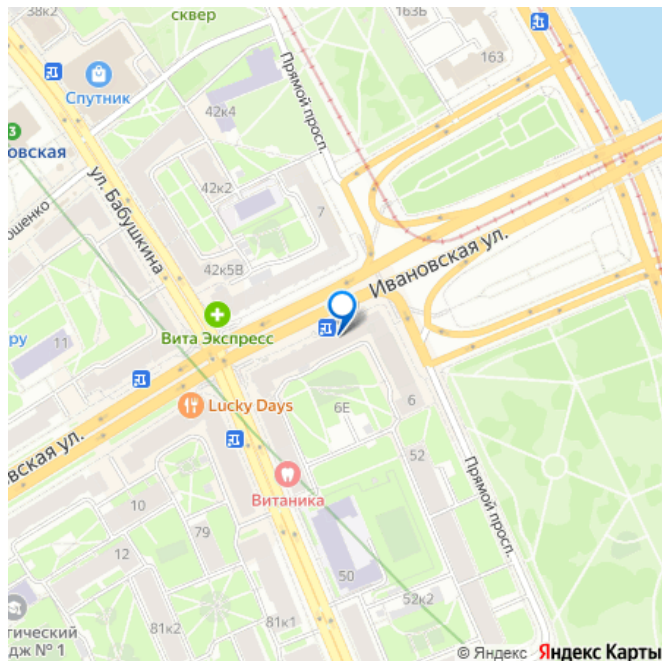 38к2
сквер
163Б
163
Спутник
42к4
Прямой просп.
3
овская
ул. Бабушкина
42к2
ошенко
7
Ивановская ул.
42к5В
Вита Экспресс
ру
11
6Е
6
Lucky Days
вская ул.
52
Прямой просп.
Витаника
10
79
12
50
52к2
гический
дж № 1
81к2
81к1
© Яндекс Яндекс Карты